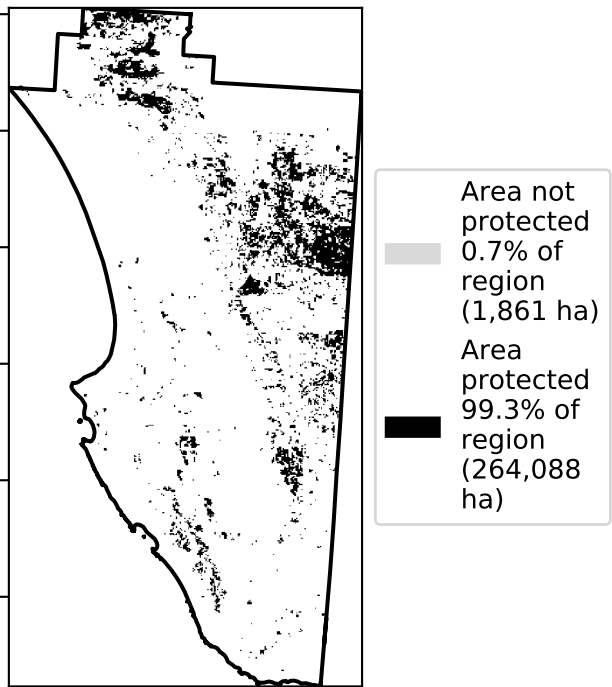 Area not
protected
0.7% of
region
(1,861 ha)
Area
protected
99.3% of
region
(264,088
ha)